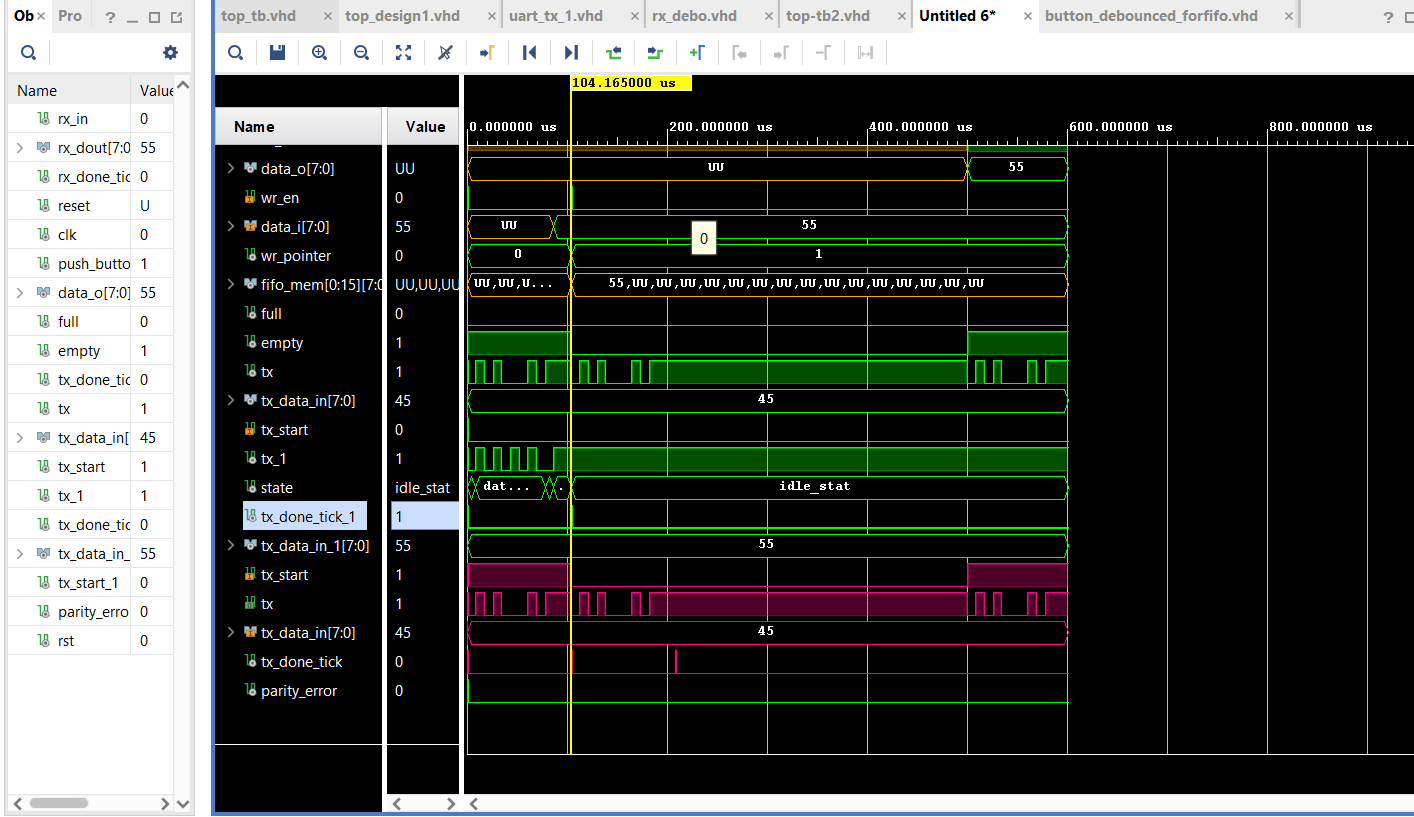 Ob × Pro ?
top_tb.vhd × top_design1.vhd × uart_tx_1.vhd × rx_debo.vhd × top-tb2.vhd × Untitled 6* × button_debounced_forfifo.vhd × ?
Name Value
rx_in 0
rx_dout[7:0 55
rx_done_tic 0
reset U
clk 0
push_butto 1
data_o[7:0] 55
full 0
empty 1
tx_done_tic 0
tx 1
tx_data_in[ 45
tx_start 1
tx_1 1
tx_done_tic 0
tx_data_in_ 55
tx_start_1 0
parity_erro 0
rst 0
104.165000 us
Name Value 0.000000 us 200.000000 us 400.000000 us 600.000000 us 800.000000 us
data_o[7:0] UU UU 55
wr_en 0
data_i[7:0] 55 UU 55
0
wr_pointer 0 0 1
fifo_mem[0:15][7:0 UU,UU,UU UU,UU,U... 55,UU,UU,UU,UU,UU,UU,UU,UU,UU,UU,UU,UU,UU,UU
full 0
empty 1
tx 1
tx_data_in[7:0] 45 45
tx_start 0
tx_1 1
state idle_stat dat... . idle_stat
tx_done_tick_1 1
tx_data_in_1[7:0] 55 55
tx_start 1
tx 1
tx_data_in[7:0] 45 45
tx_done_tick 0
parity_error 0